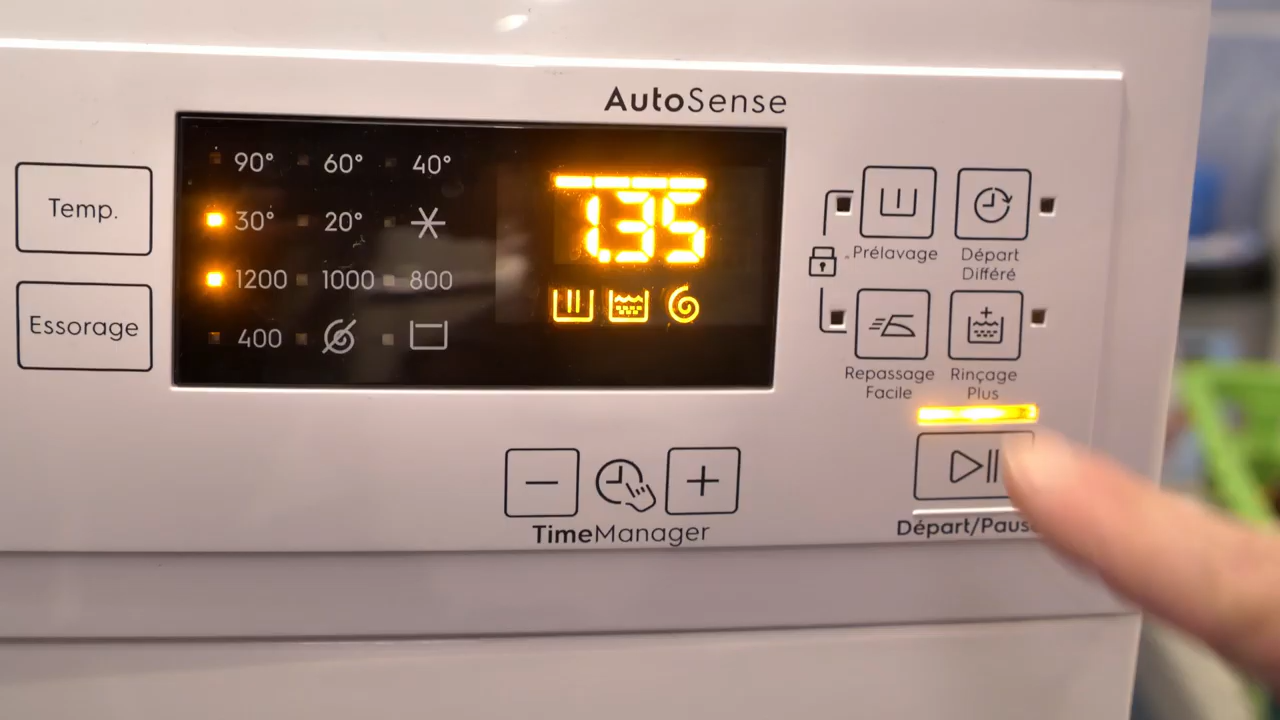 AutoSense
Temp.
90° 60° 40°
30° 20°
1200 1000 800
400
Essorage
1.35
Prélavage
Départ
Différé
Repassage
Facile
Rinçage
Plus
TimeManager
Départ/Pause